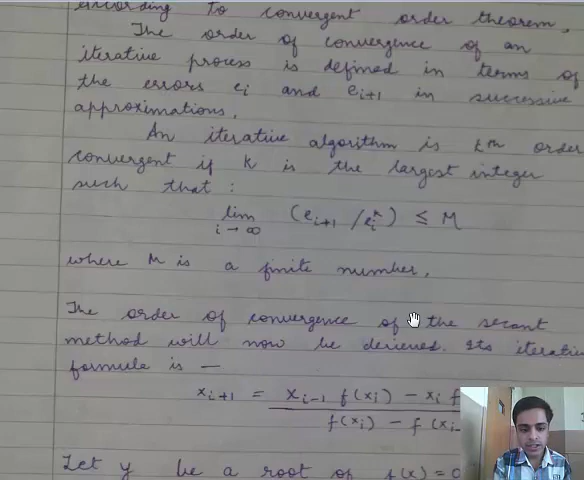 according to convergent order theorem,
The order of convergence of an
iterative process is defined in terms of
the errors ei and ei+1 in successive
approximations.
An iterative algorithm is kth order
convergent if K is the largest integer
such that :
lim (ei+1 / ei^k) ≤ M
i → ∞
where M is a finite number.
The order of convergence of the secant
method will now be derieved. Its iterative
formula is —
xi+1 = xi-1 f(xi) - xi f
f(xi) - f(xi-
Let y be a root of f(x) = 0